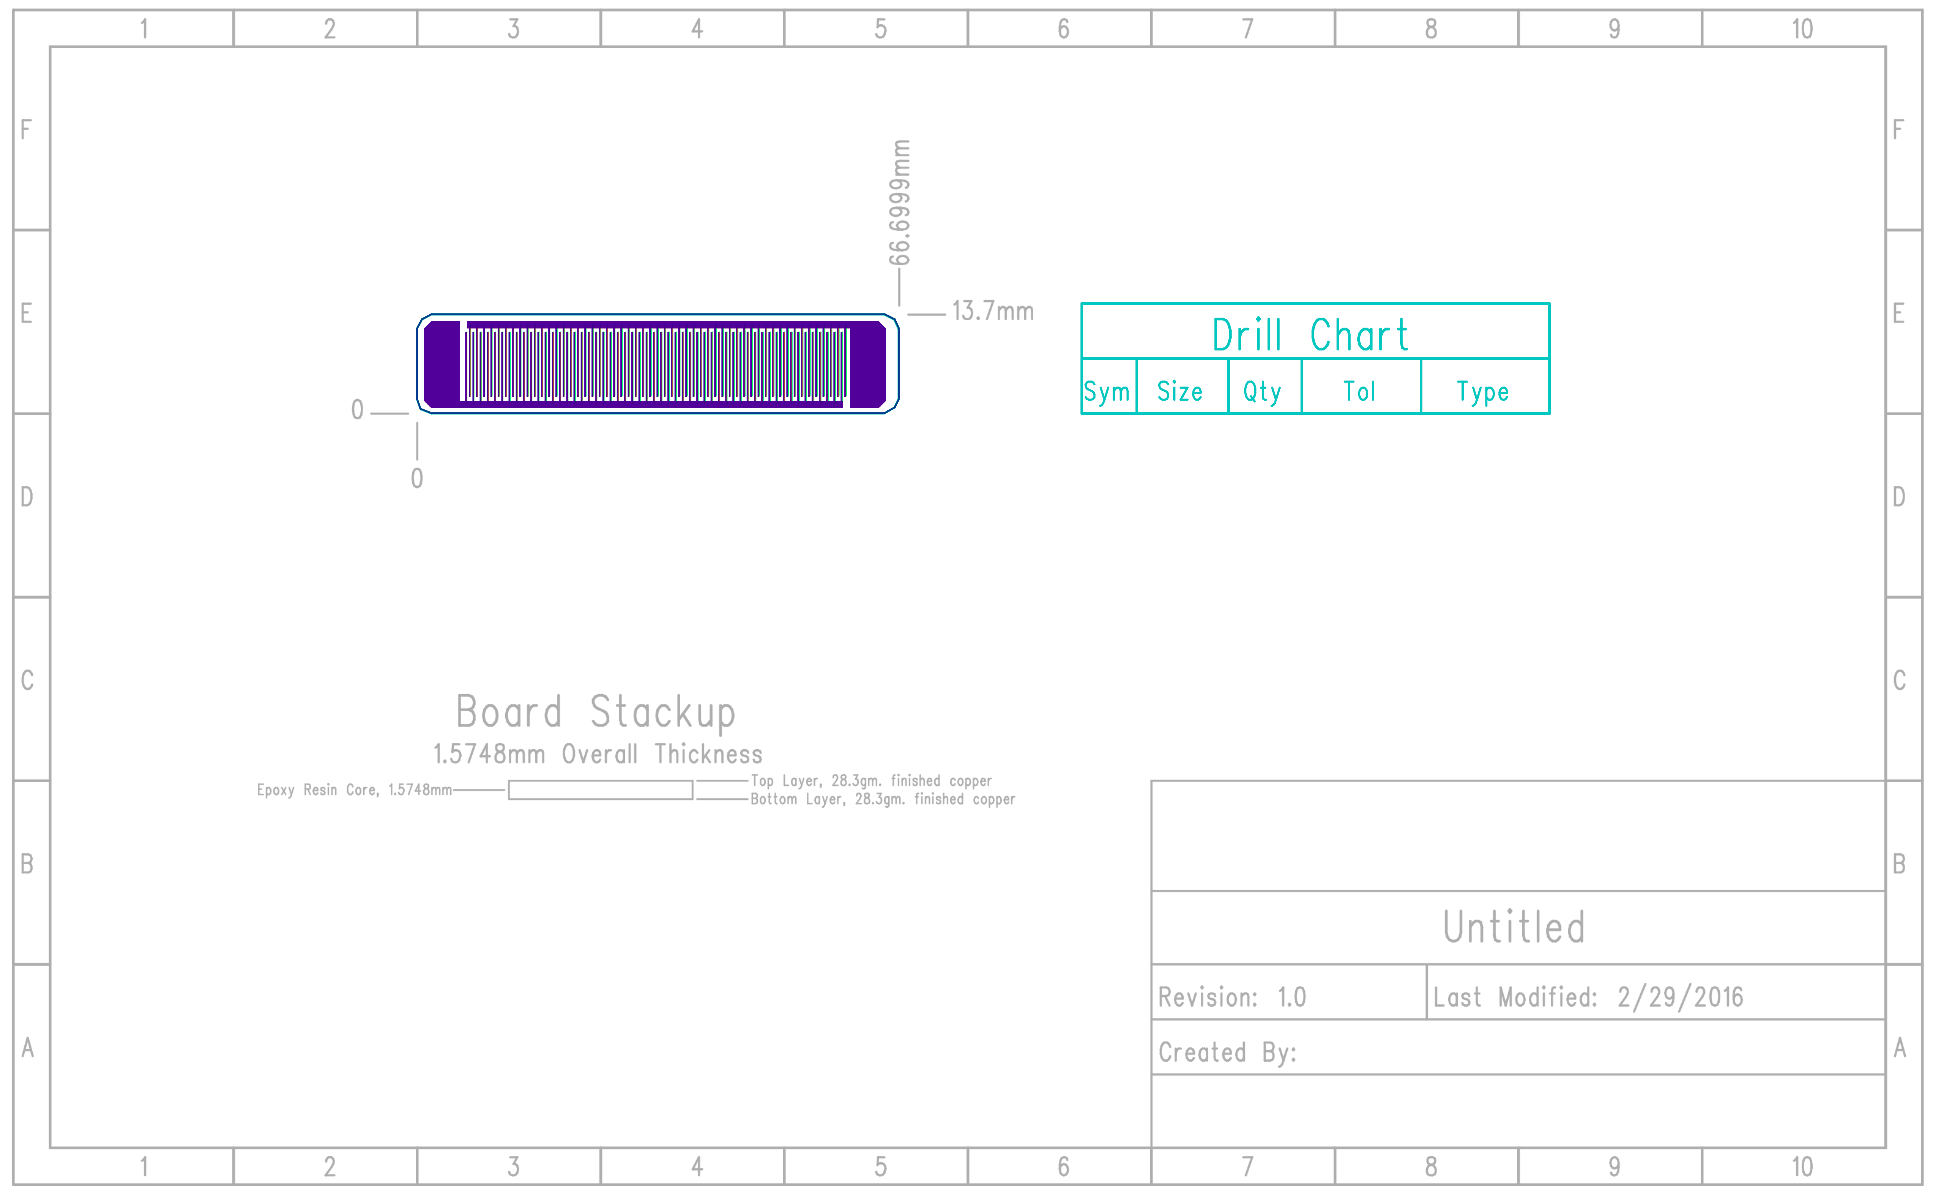 1 2 3 4 5 6 7 8 9 10
F F
66.6999mm
E 13.7mm E
Drill Chart
Sym Size Qty Tol Type
0
0
D D
C C
Board Stackup
1.5748mm Overall Thickness
Epoxy Resin Core, 1.5748mm
Top Layer, 28.3gm. finished copper
Bottom Layer, 28.3gm. finished copper
B B
Untitled
Revision: 1.0 Last Modified: 2/29/2016
A A
Created By:
1 2 3 4 5 6 7 8 9 10